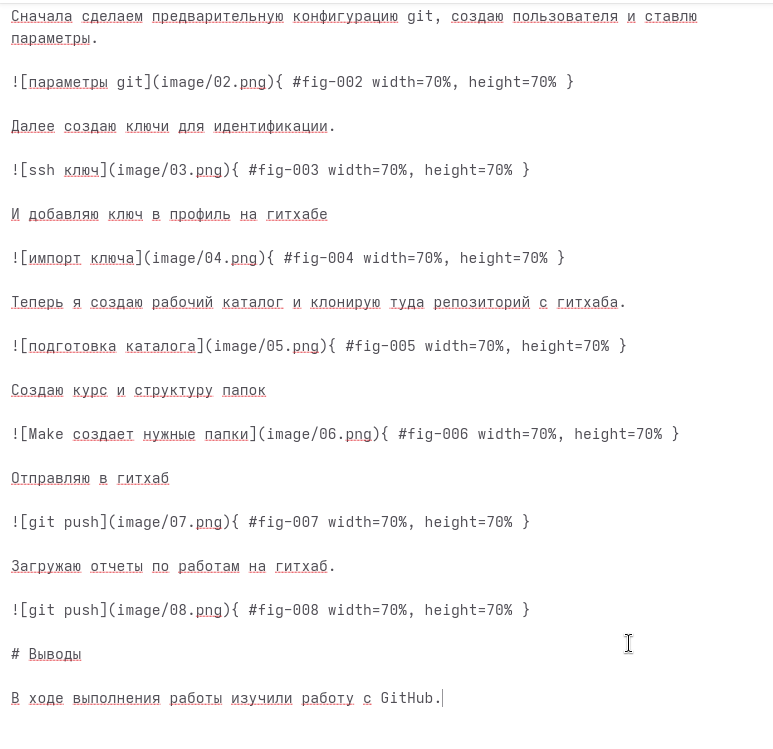 Сначала сделаем предварительную конфигурацию git, создаю пользователя и ставлю
параметры.
![параметры git](image/02.png){ #fig-002 width=70%, height=70% }
Далее создаю ключи для идентификации.
![ssh ключ](image/03.png){ #fig-003 width=70%, height=70% }
И добавляю ключ в профиль на гитхабе
![импорт ключа](image/04.png){ #fig-004 width=70%, height=70% }
Теперь я создаю рабочий каталог и клонирую туда репозиторий с гитхаба.
![подготовка каталога](image/05.png){ #fig-005 width=70%, height=70% }
Создаю курс и структуру папок
![Make создает нужные папки](image/06.png){ #fig-006 width=70%, height=70% }
Отправляю в гитхаб
![git push](image/07.png){ #fig-007 width=70%, height=70% }
Загружаю отчеты по работам на гитхаб.
![git push](image/08.png){ #fig-008 width=70%, height=70% }
# Выводы
В ходе выполнения работы изучили работу с GitHub.